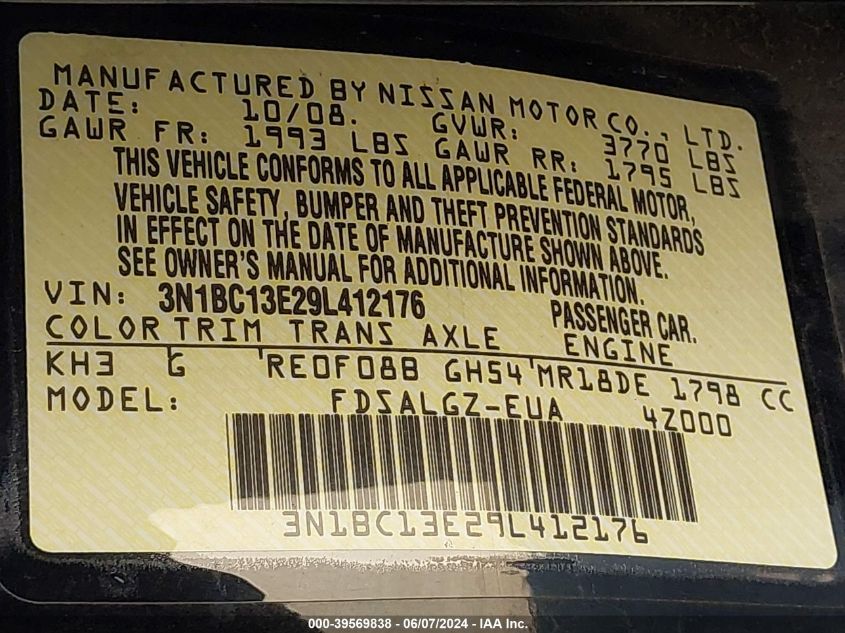 MANUFACTURED BY NISSAN MOTOR CO., LTD.
DATE: 10/08. GVWR: 3770 LBS
GAWR FR: 1993 LBS GAWR RR: 1795 LBS
THIS VEHICLE CONFORMS TO ALL APPLICABLE FEDERAL MOTOR,
VEHICLE SAFETY, BUMPER AND THEFT PREVENTION STANDARDS
IN EFFECT ON THE DATE OF MANUFACTURE SHOWN ABOVE.
SEE OWNER'S MANUAL FOR ADDITIONAL INFORMATION.
VIN: 3N1BC13E29L412176 PASSENGER CAR.
COLOR TRIM TRANS AXLE ENGINE
KH3 G RE0F08B GH54 MR18DE 1798 CC
MODEL: FDSALGZ-EUA 4Z000
3N1BC13E29L412176
000-39569838 - 06/07/2024 - IAA Inc.